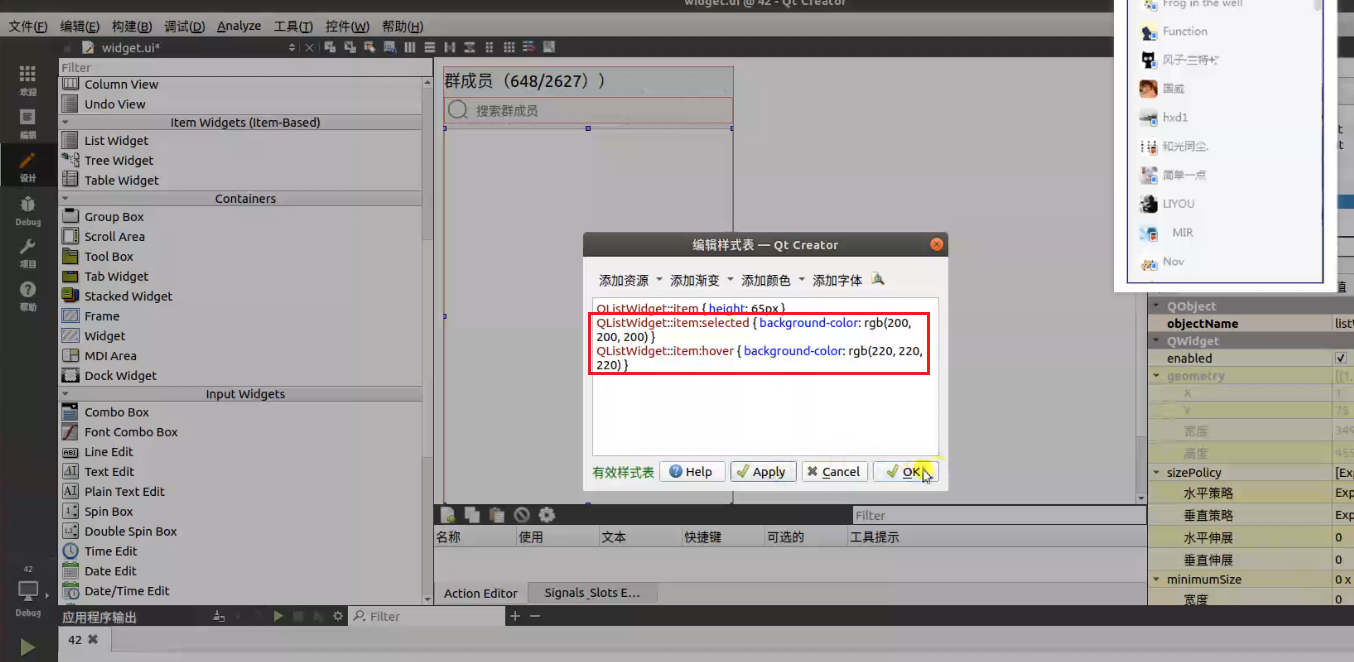 widget.ui @ 42 - Qt Creator
文件(F) 编辑(E) 构建(B) 调试(D) Analyze 工具(T) 控件(W) 帮助(H)
widget.ui*
欢迎
编辑
设计
Debug
项目
帮助
42
Debug
Filter
Column View
Undo View
Item Widgets (Item-Based)
List Widget
Tree Widget
Table Widget
Containers
Group Box
Scroll Area
Tool Box
Tab Widget
Stacked Widget
Frame
Widget
MDI Area
Dock Widget
Input Widgets
Combo Box
Font Combo Box
Line Edit
Text Edit
Plain Text Edit
Spin Box
Double Spin Box
Time Edit
Date Edit
Date/Time Edit
群成员（648/2627））
搜索群成员
编辑样式表 — Qt Creator
添加资源 添加渐变 添加颜色 添加字体
QListWidget::item { height: 65px }
QListWidget::item:selected { background-color: rgb(200,
200, 200) }
QListWidget::item:hover { background-color: rgb(220, 220,
220) }
有效样式表 Help Apply Cancel OK
Filter
名称 使用 文本 快捷键 可选的 工具提示
Action Editor Signals_Slots E...
应用程序输出 Filter
42
Frog in the well
Function
国威
hxd1
和光同尘.
简单一点
LIYOU
MIR
Nov
值
QObject
objectName list
QWidget
enabled
geometry [(1,
X 1
Y 75
宽度 349
高度 455
sizePolicy [Exp
水平策略 Exp
垂直策略 Exp
水平伸展 0
垂直伸展 0
minimumSize 0 x
宽度 0